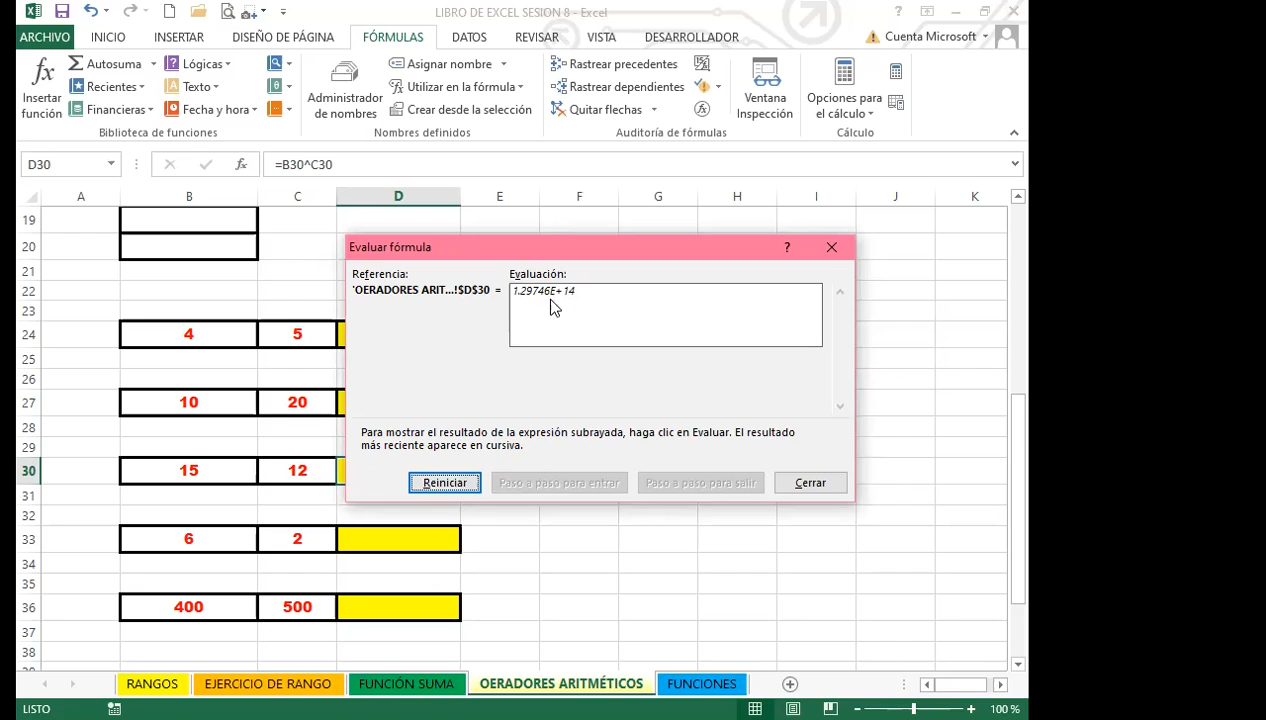 LIBRO DE EXCEL SESION 8 - Excel
ARCHIVO INICIO INSERTAR DISEÑO DE PÁGINA FÓRMULAS DATOS REVISAR VISTA DESARROLLADOR Cuenta Microsoft
Insertar función
Autosuma
Recientes
Financieras
Lógicas
Texto
Fecha y hora
Biblioteca de funciones
Administrador de nombres
Asignar nombre
Utilizar en la fórmula
Crear desde la selección
Nombres definidos
Rastrear precedentes
Rastrear dependientes
Quitar flechas
Auditoría de fórmulas
Ventana Inspección
Opciones para el cálculo
Cálculo
D30 =B30^C30
A B C D E F G H I J K
19
20
21
22
24 4 5
25
26
27 10 20
28
29
30 15 12
31
32
33 6 2
34
35
36 400 500
37
38
Evaluar fórmula ?
Referencia: Evaluación:
'OERADORES ARIT...!$D$30 = 1.29746E+14
Para mostrar el resultado de la expresión subrayada, haga clic en Evaluar. El resultado
más reciente aparece en cursiva.
Reiniciar Paso a paso para entrar Paso a paso para salir Cerrar
RANGOS EJERCICIO DE RANGO FUNCIÓN SUMA OERADORES ARITMÉTICOS FUNCIONES
LISTO 100 %